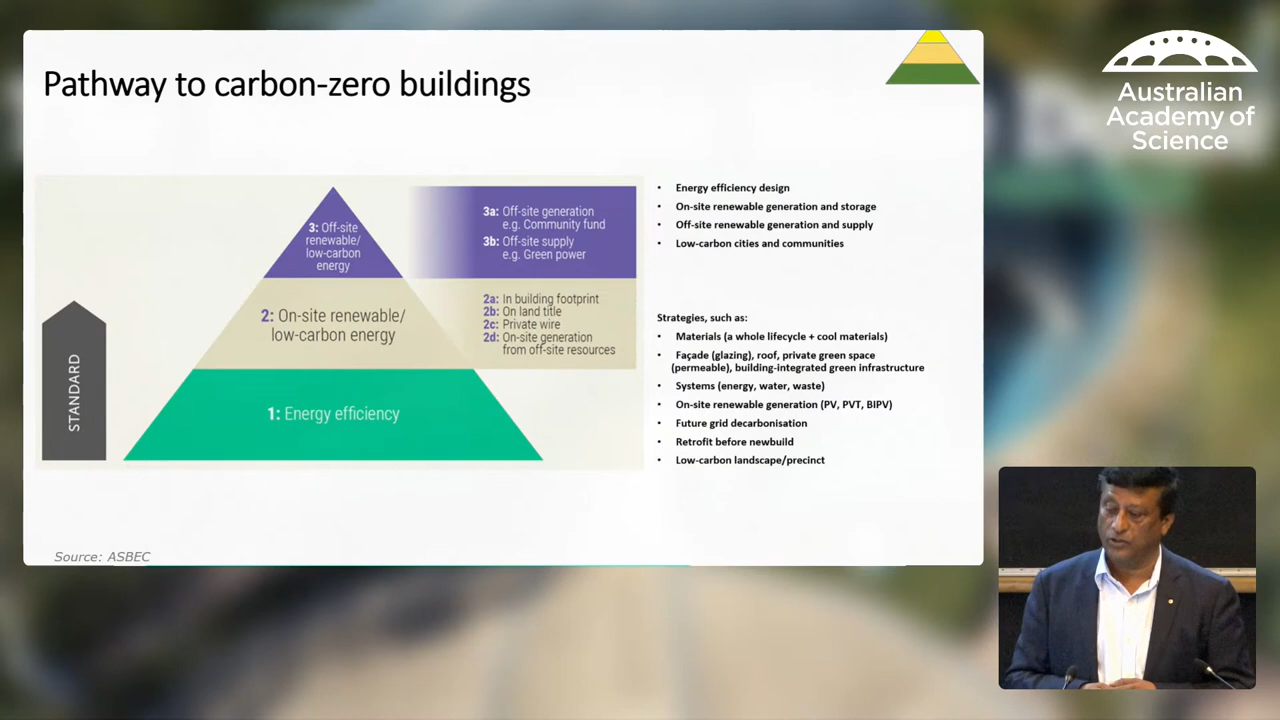 Pathway to carbon-zero buildings
Australian
Academy of
Science
STANDARD
3: Off-site
renewable/
low-carbon
energy
2: On-site renewable/
low-carbon energy
1: Energy efficiency
3a: Off-site generation
e.g. Community fund
3b: Off-site supply
e.g. Green power
2a: In building footprint
2b: On land title
2c: Private wire
2d: On-site generation
from off-site resources
• Energy efficiency design
• On-site renewable generation and storage
• Off-site renewable generation and supply
• Low-carbon cities and communities
Strategies, such as:
• Materials (a whole lifecycle + cool materials)
• Façade (glazing), roof, private green space
(permeable), building-integrated green infrastructure
• Systems (energy, water, waste)
• On-site renewable generation (PV, PVT, BIPV)
• Future grid decarbonisation
• Retrofit before newbuild
• Low-carbon landscape/precinct
Source: ASBEC